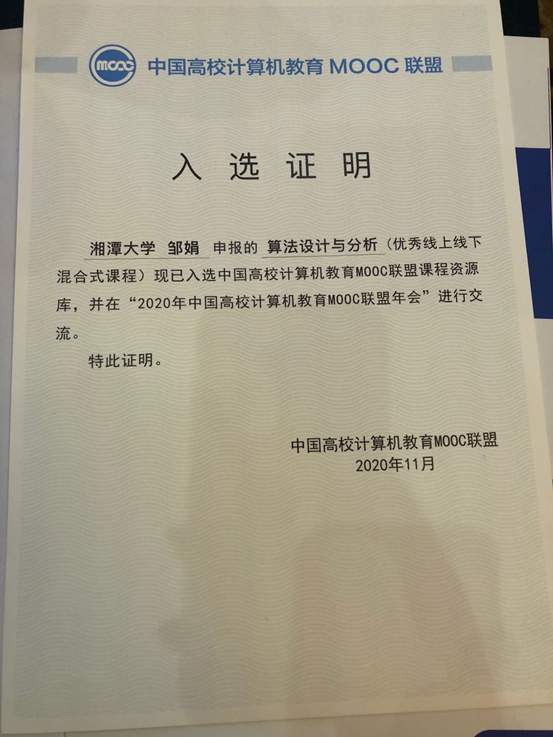 mooc 中国高校计算机教育 MOOC 联盟
入选证明
湘潭大学 邹娟 申报的 算法设计与分析（优秀线上线下
混合式课程）现已入选中国高校计算机教育MOOC联盟课程资源
库，并在“2020年中国高校计算机教育MOOC联盟年会”进行交
流。
特此证明。
中国高校计算机教育MOOC联盟
2020年11月